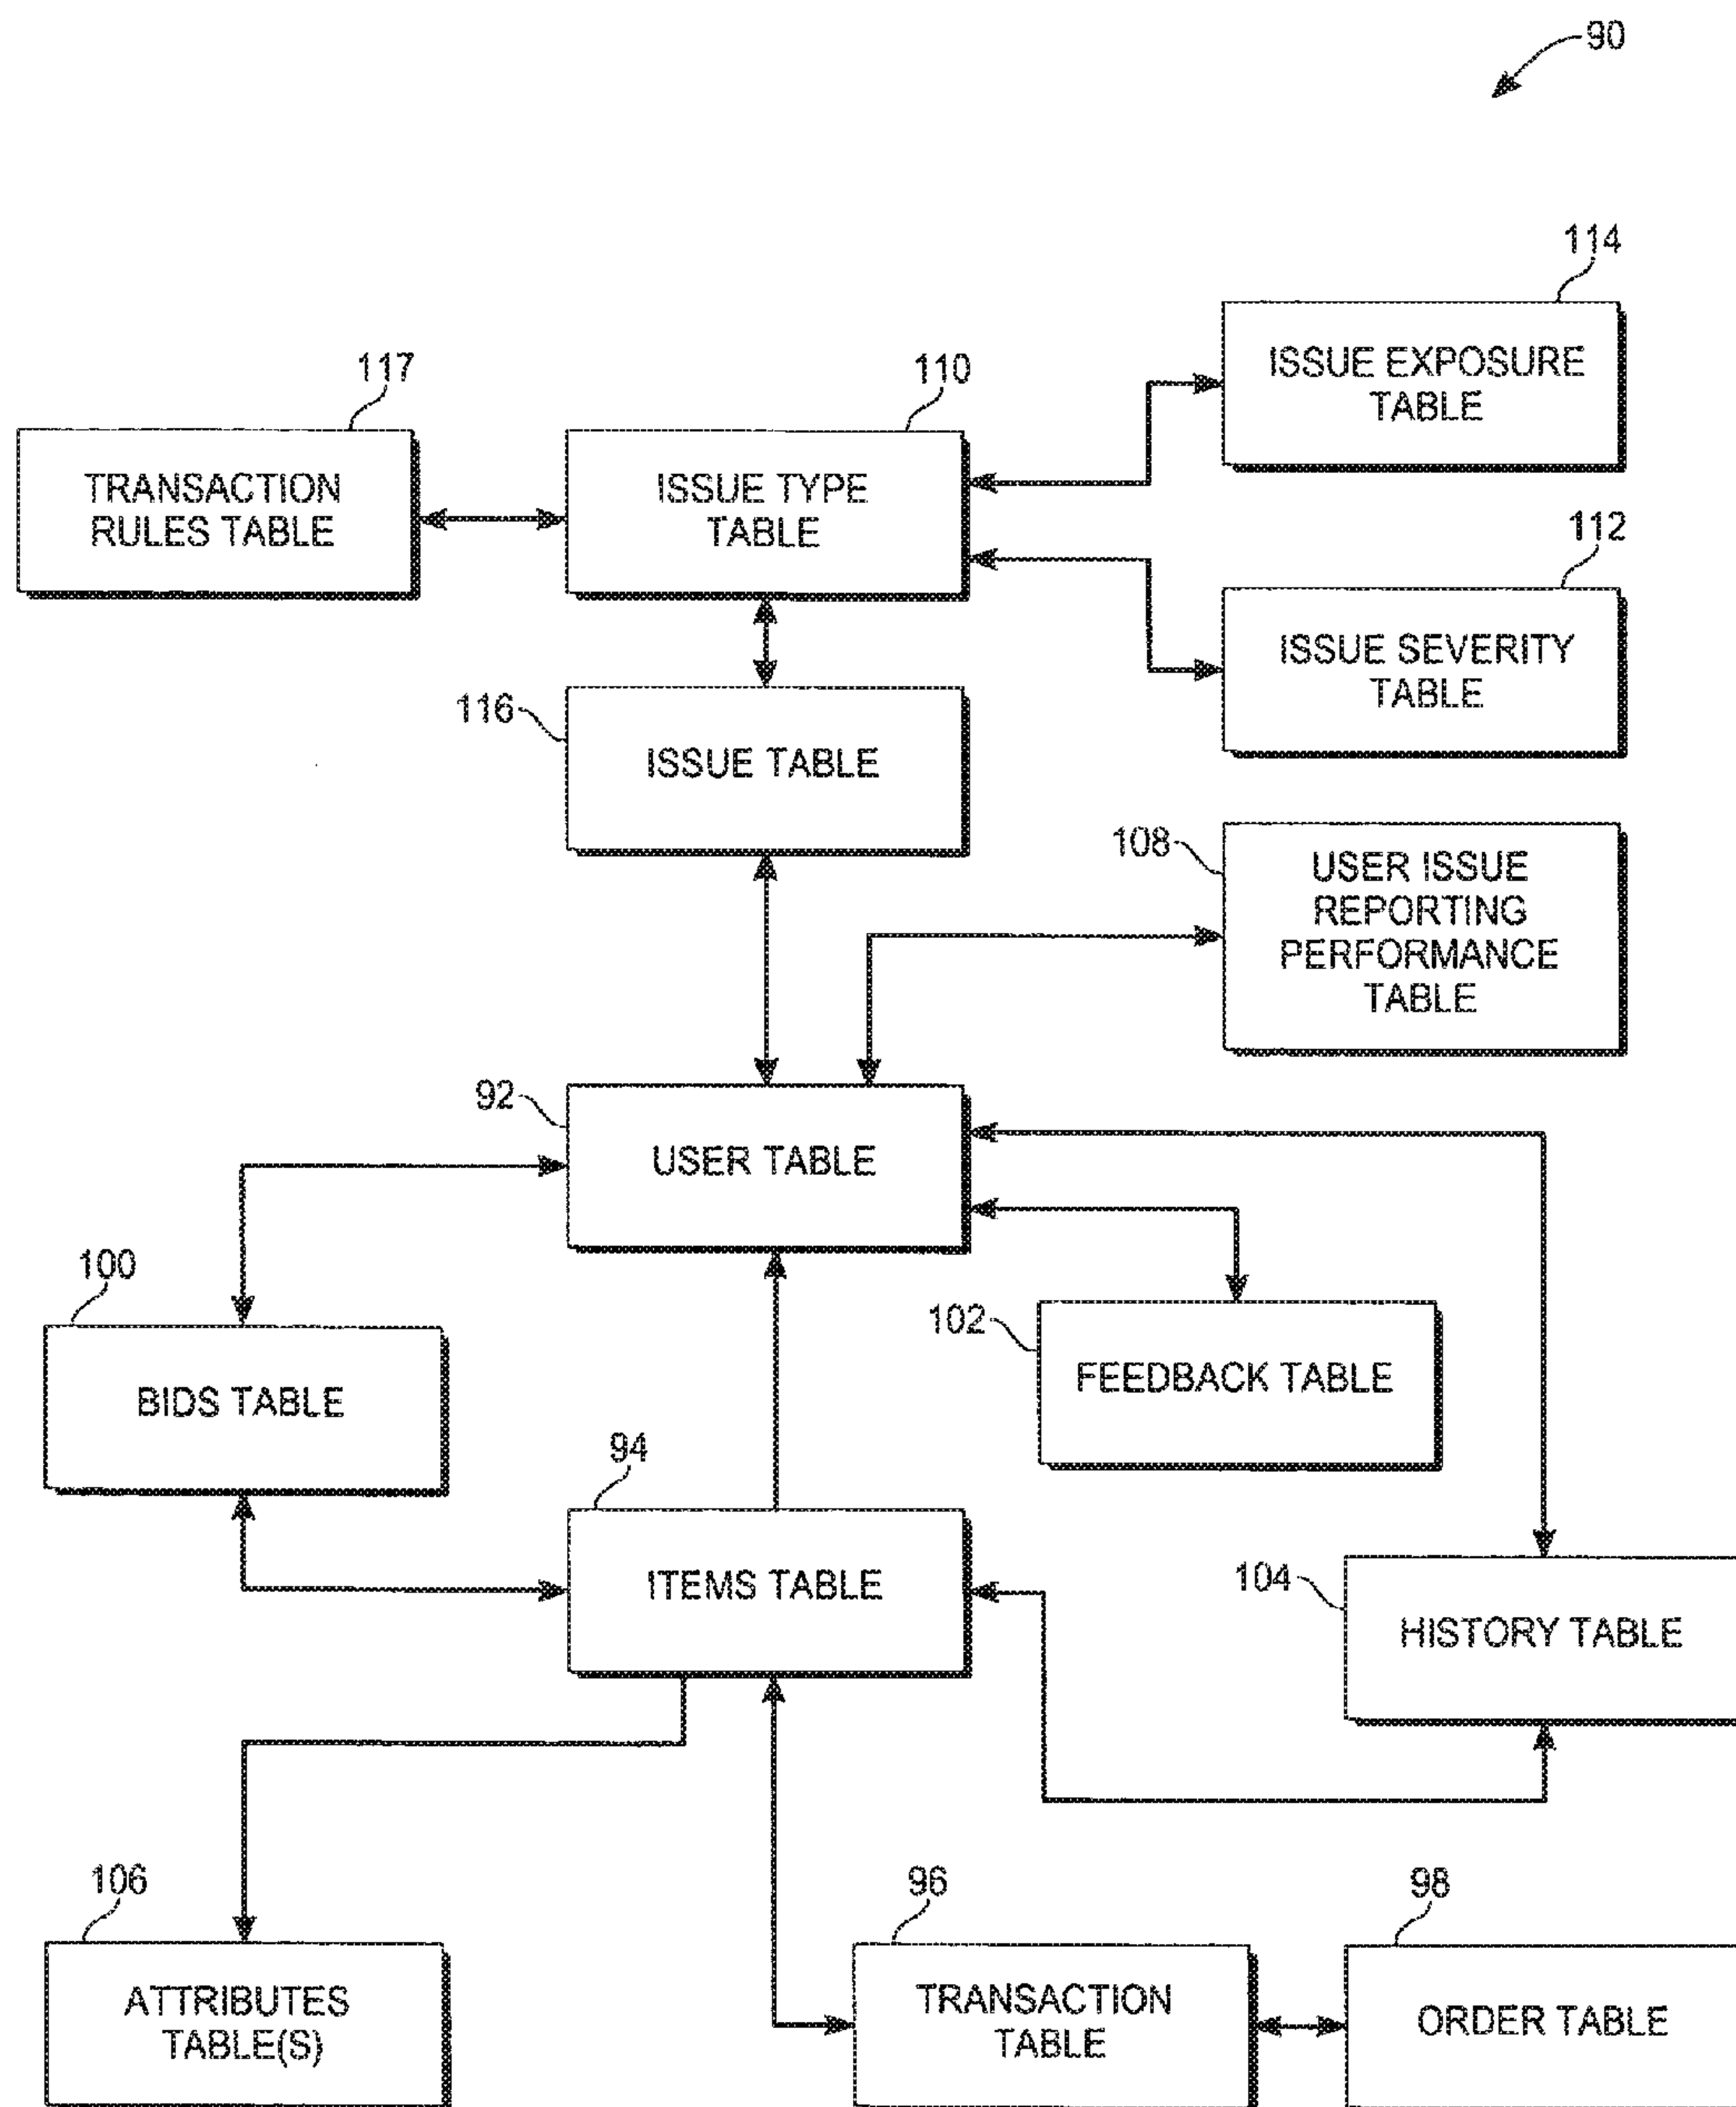 90
114
ISSUE EXPOSURE
TABLE
117
TRANSACTION
RULES TABLE
110
ISSUE TYPE
TABLE
112
ISSUE SEVERITY
TABLE
116
ISSUE TABLE
108
USER ISSUE
REPORTING
PERFORMANCE
TABLE
92
USER TABLE
100
BIDS TABLE
102
FEEDBACK TABLE
94
ITEMS TABLE
104
HISTORY TABLE
106
ATTRIBUTES
TABLE(S)
96
TRANSACTION
TABLE
98
ORDER TABLE